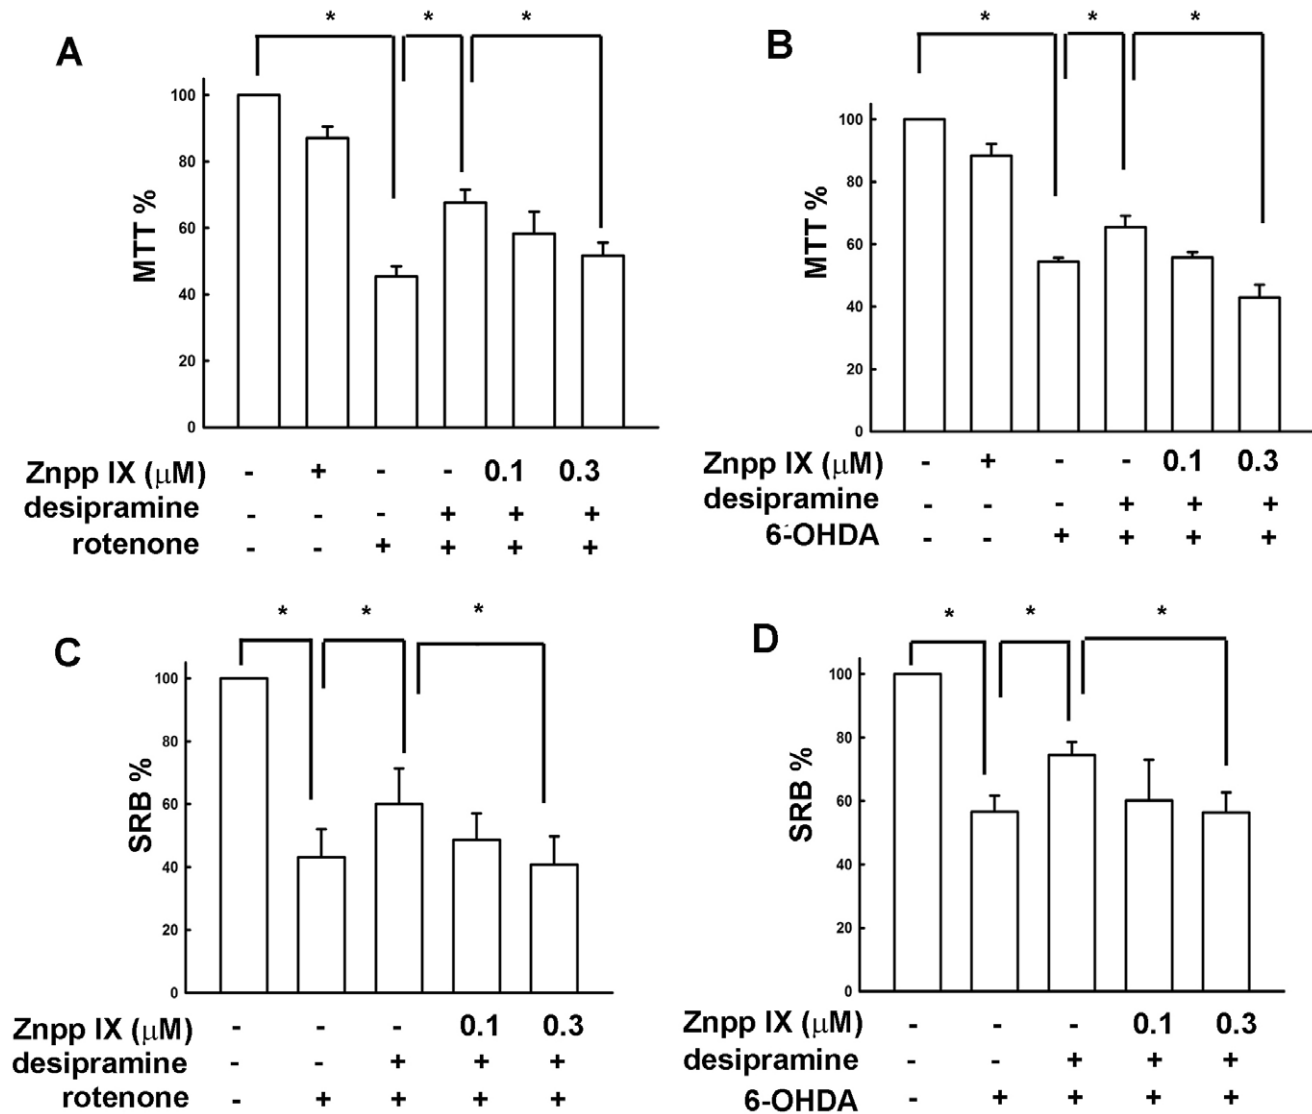 * * *
A
MTT %
100
80
60
40
20
0
Znpp IX (μM) - + - - 0.1 0.3
desipramine - - - + + +
rotenone - - + + + +
* * *
B
MTT %
100
80
60
40
20
0
Znpp IX (μM) - + - - 0.1 0.3
desipramine - - - + + +
6-OHDA - - + + + +
* * *
C
SRB %
100
80
60
40
20
0
Znpp IX (μM) - - - 0.1 0.3
desipramine - - + + +
rotenone - + + + +
* * *
D
SRB %
100
80
60
40
20
0
Znpp IX (μM) - - - 0.1 0.3
desipramine - - + + +
6-OHDA - + + + +